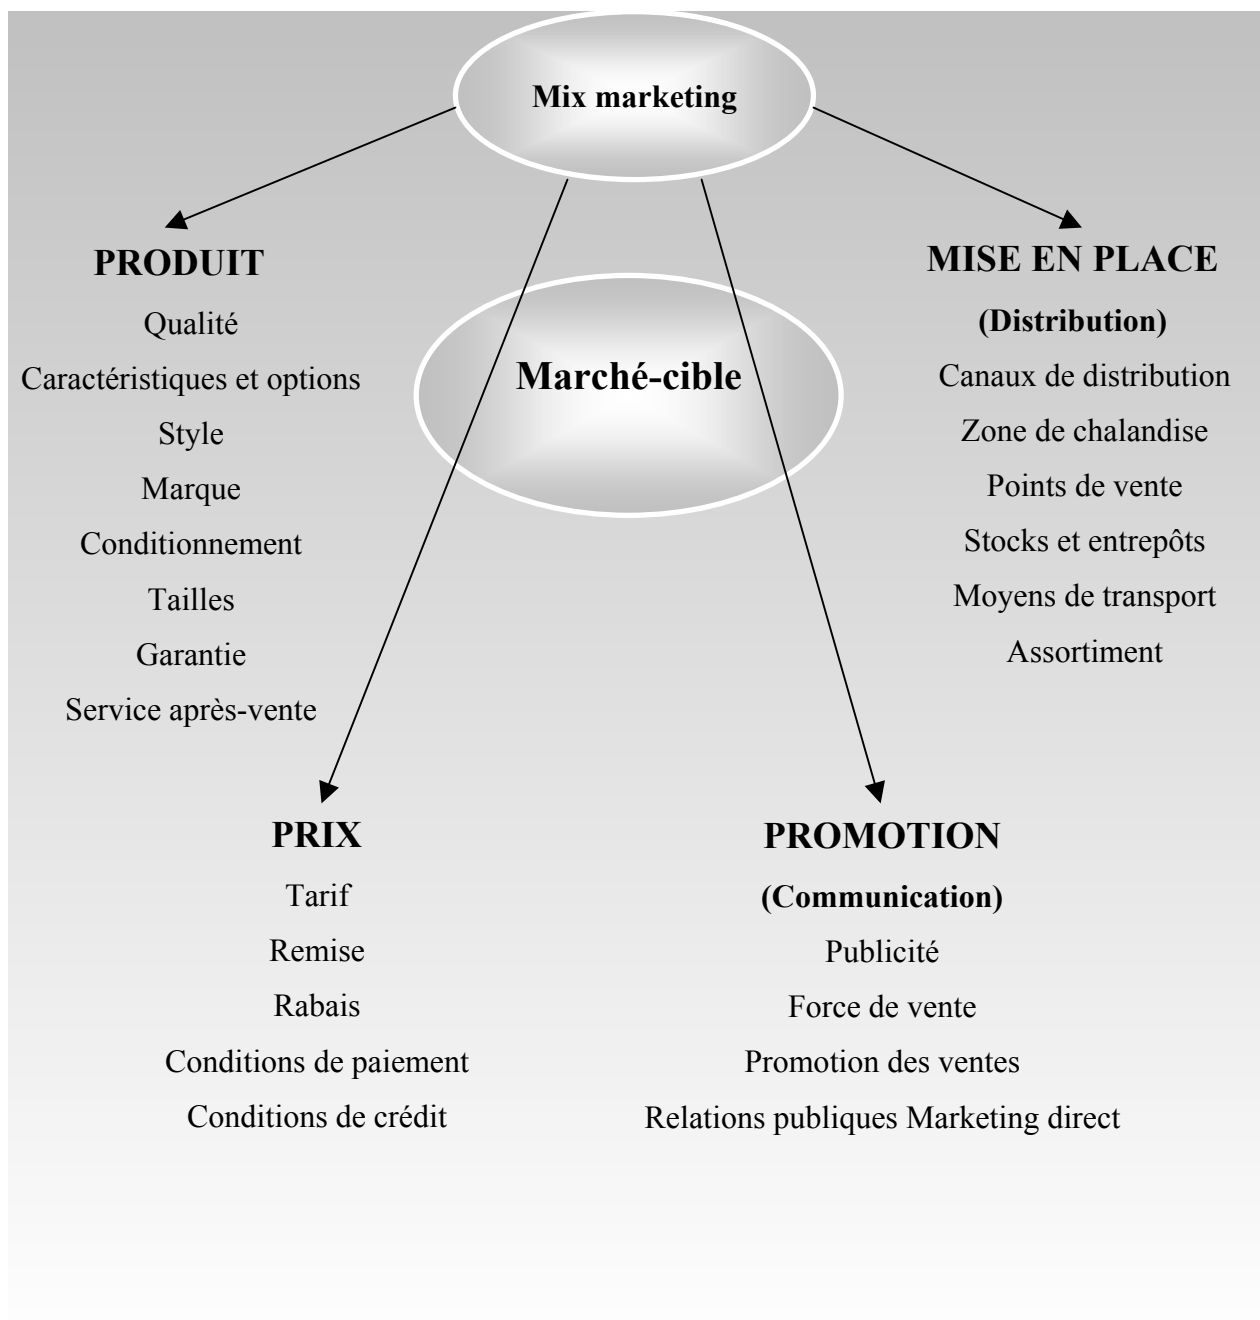 Mix marketing
PRODUIT
Qualité
Caractéristiques et options
Style
Marque
Conditionnement
Tailles
Garantie
Service après-vente
Marché-cible
MISE EN PLACE
(Distribution)
Canaux de distribution
Zone de chalandise
Points de vente
Stocks et entrepôts
Moyens de transport
Assortiment
PRIX
Tarif
Remise
Rabais
Conditions de paiement
Conditions de crédit
PROMOTION
(Communication)
Publicité
Force de vente
Promotion des ventes
Relations publiques Marketing direct